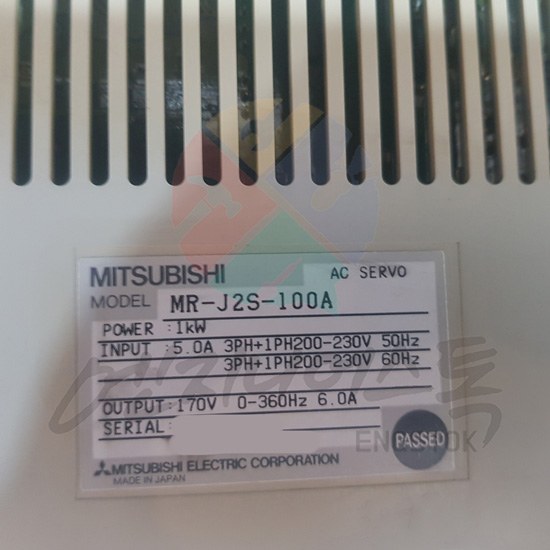 MITSUBISHI AC SERVO
MODEL MR-J2S-100A
POWER :1kW
INPUT :5.0A 3PH+1PH200-230V 50Hz
3PH+1PH200-230V 60Hz
OUTPUT:170V 0-360Hz 6.0A
SERIAL:
PASSED
MITSUBISHI ELECTRIC CORPORATION
MADE IN JAPAN